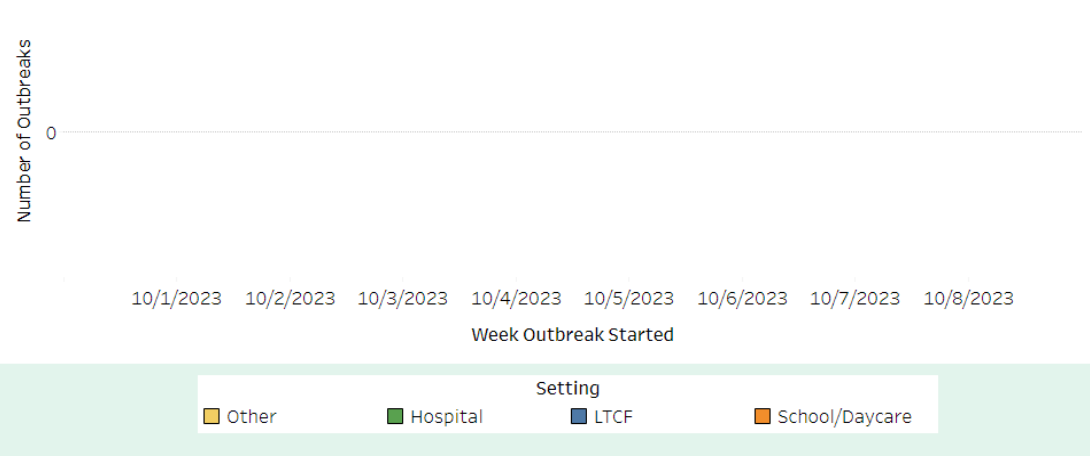 Number of Outbreaks
0
10/1/2023 10/2/2023 10/3/2023 10/4/2023 10/5/2023 10/6/2023 10/7/2023 10/8/2023
Week Outbreak Started
Setting
Other Hospital LTCF School/Daycare